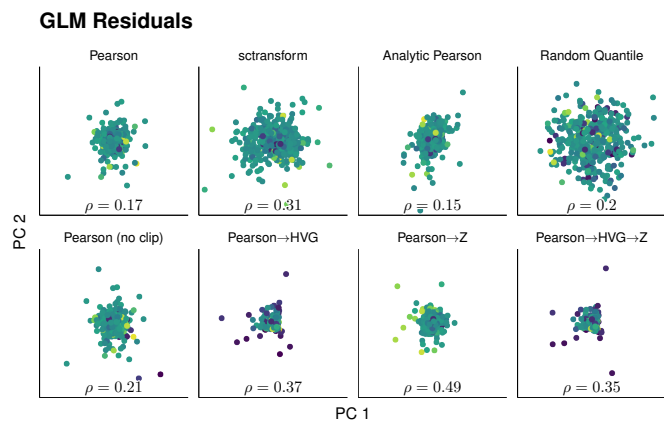 GLM Residuals
Pearson
sctransform
Analytic Pearson
Random Quantile
ρ = 0.17
ρ = 0.31
ρ = 0.15
ρ = 0.2
PC 2
Pearson (no clip)
Pearson→HVG
Pearson→Z
Pearson→HVG→Z
ρ = 0.21
ρ = 0.37
ρ = 0.49
ρ = 0.35
PC 1